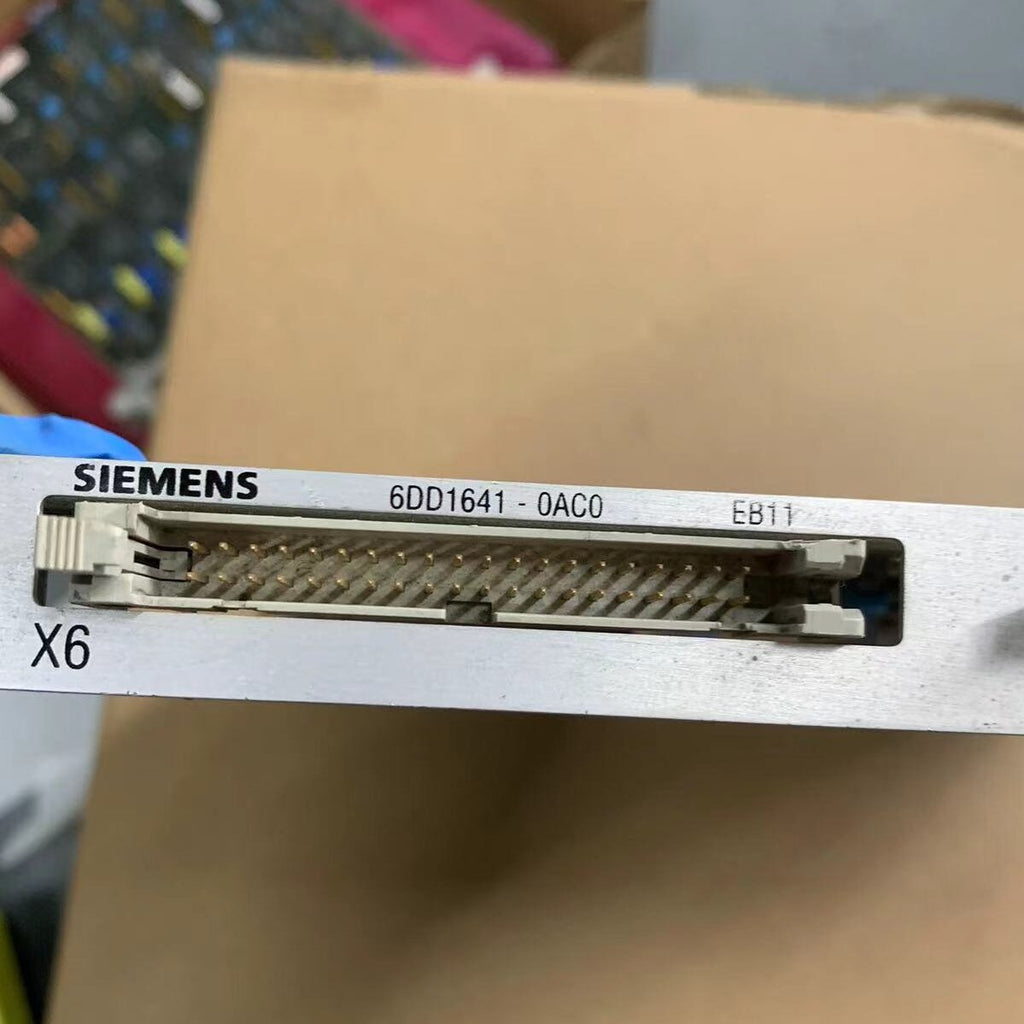 SIEMENS 6DD1641 - 0AC0 EB11
X6